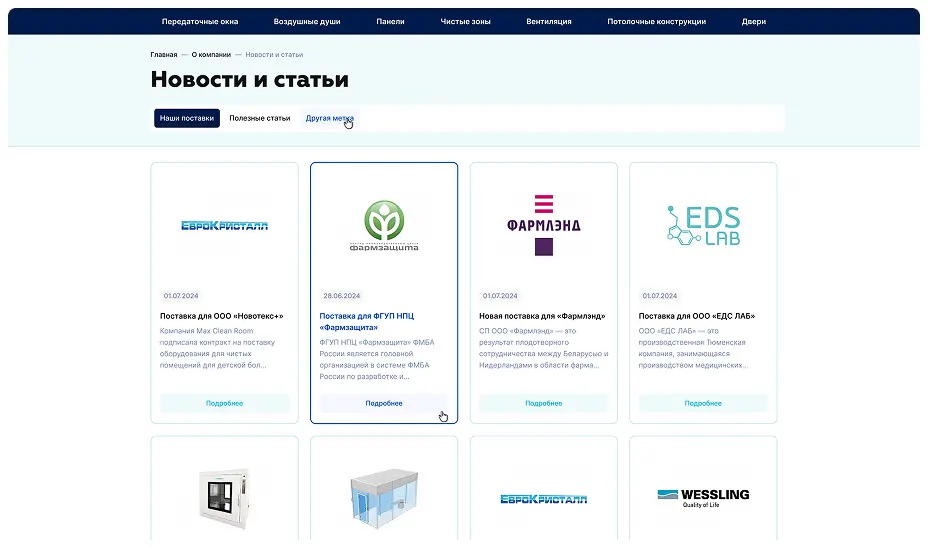 Передаточные окна Воздушные души Панели Чистые зоны Вентиляция Потолочные конструкции Двери
Главная — О компании — Новости и статьи
Новости и статьи
Наши поставки Полезные статьи Другая метка
ЕвроКристалл
центр фармзащита
ФАРМЛЭНД
EDS
LAB
01.07.2024
Поставка для ООО «Новотекс+»
Компания Max Clean Room
подписала контракт на поставку
оборудования для чистых
помещений для детской бол...
Подробнее
28.06.2024
Поставка для ФГУП НПЦ
«Фармзащита»
ФГУП НПЦ «Фармзащита» ФМБА
России является головной
организацией в системе ФМБА
России по разработке и...
Подробнее
01.07.2024
Новая поставка для «Фармлэнд»
СП ООО «Фармлэнд» — это
результат плодотворного
сотрудничества между Беларусью и
Нидерландами в области фарма...
Подробнее
01.07.2024
Поставка для ООО «ЕДС ЛАБ»
ООО «ЕДС ЛАБ» — это
производственная Тюменская
компания, занимающаяся
производством медицинских...
Подробнее
ЕвроКристалл
WESSLING
Quality of Life